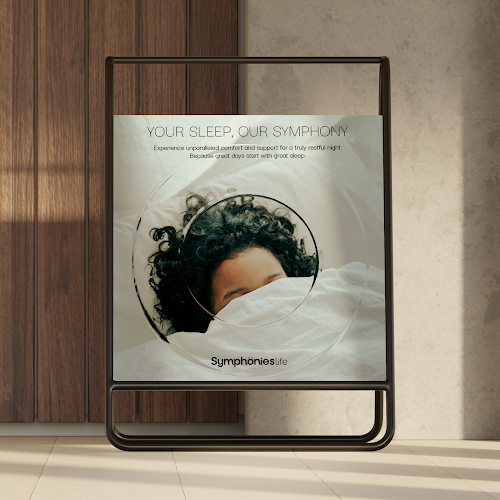 YOUR SLEEP, OUR SYMPHONY
Experience unparalleled comfort and support for a truly restful night.
Because great days start with great sleep.
Symphönieslife